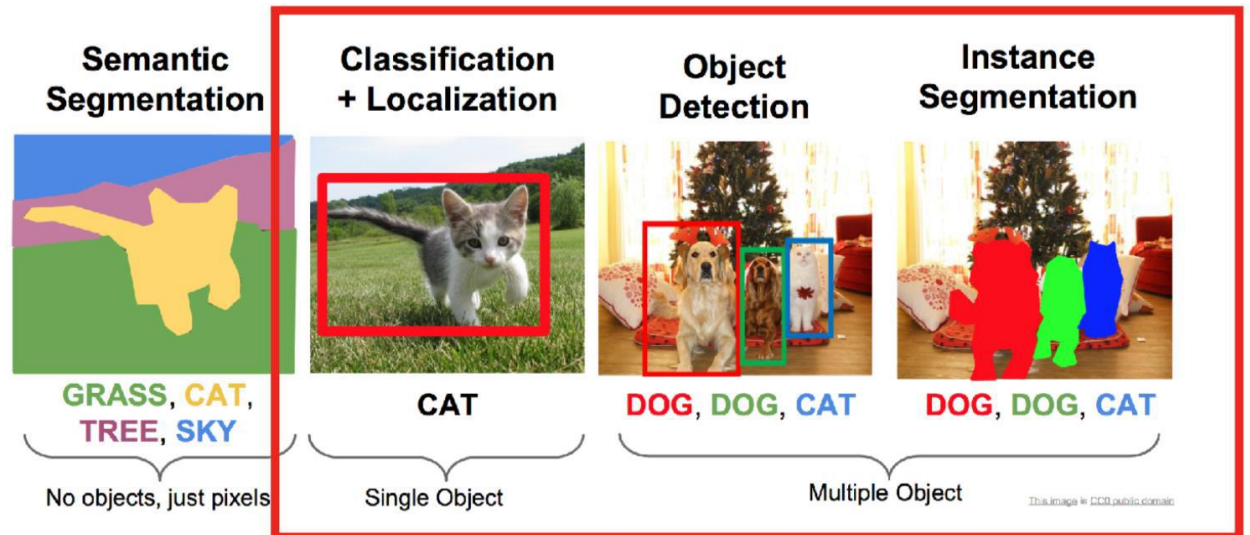 Semantic
Segmentation
Classification
+ Localization
Object
Detection
Instance
Segmentation
GRASS, CAT,
TREE, SKY
CAT
DOG, DOG, CAT
DOG, DOG, CAT
No objects, just pixels
Single Object
Multiple Object
This image is CC0 public domain